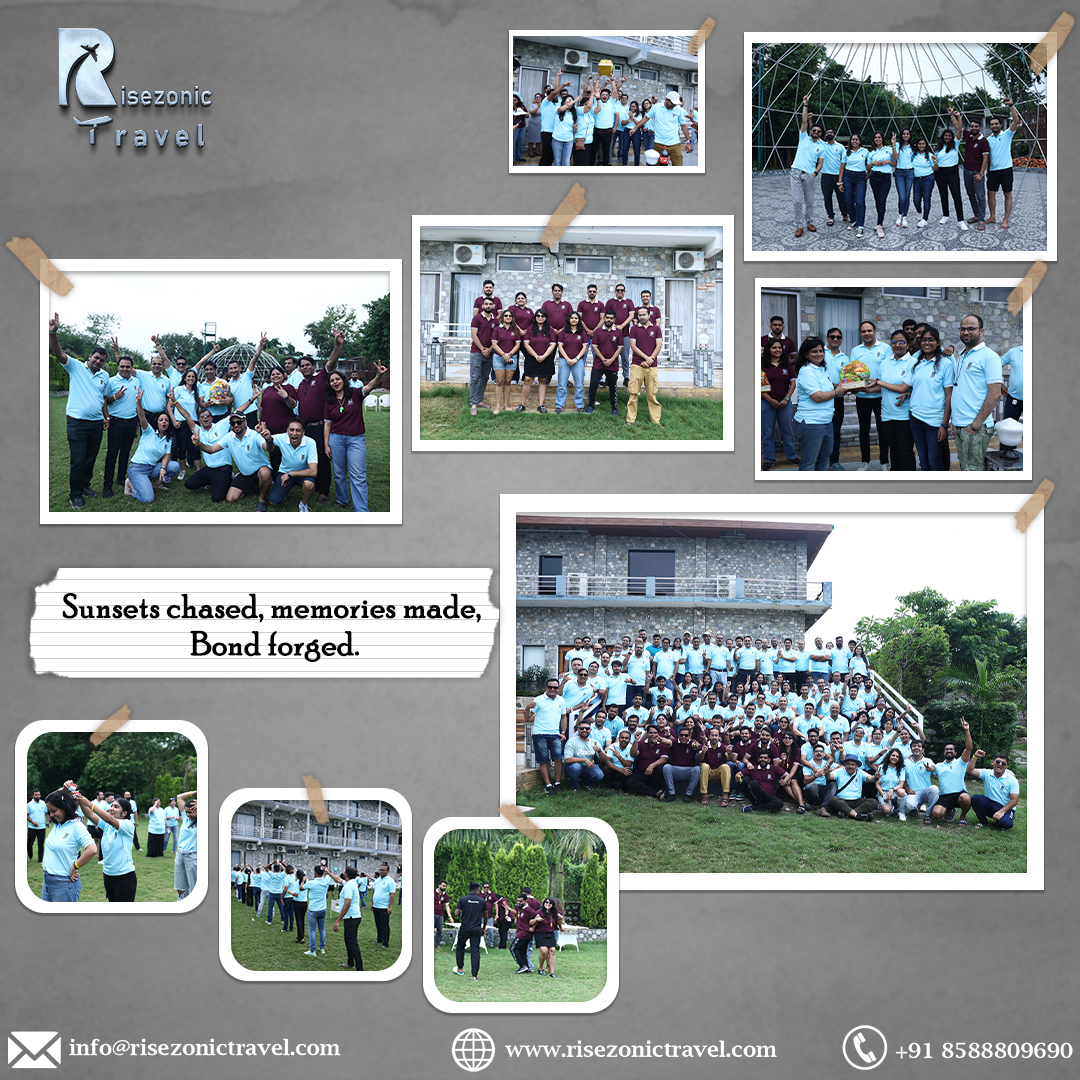 Risezonic
Travel
Sunsets chased, memories made,
Bond forged.
info@risezonictravel.com
www.risezonictravel.com
+91 8588809690